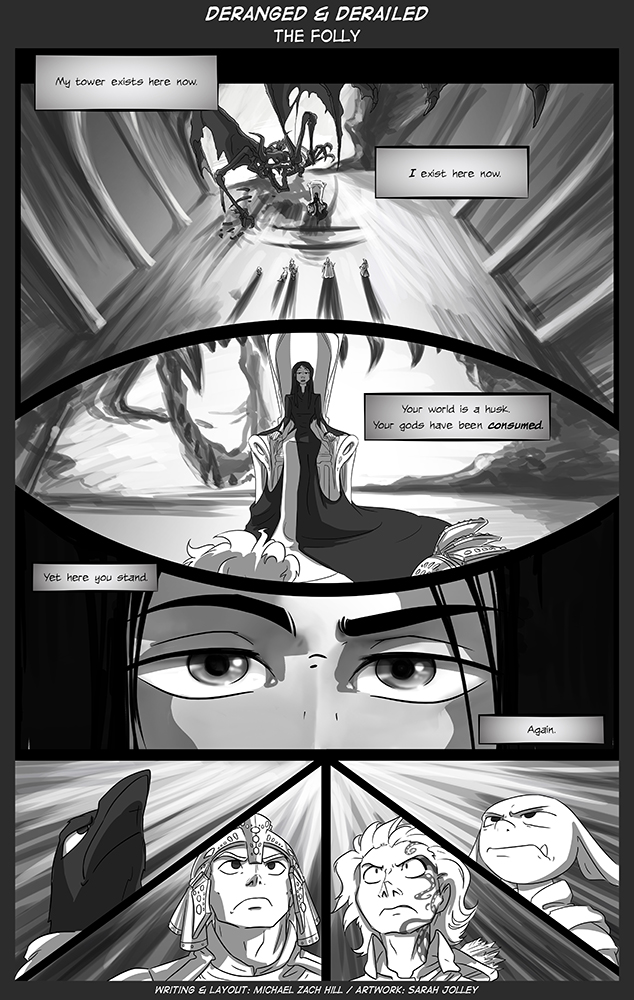 DERANGED & DERAILED
THE FOLLY
My tower exists here now.
I exist here now.
Your world is a husk.
Your gods have been consumed.
Yet here you stand.
Again.
WRITING & LAYOUT: MICHAEL ZACH HILL / ARTWORK: SARAH JOLLEY